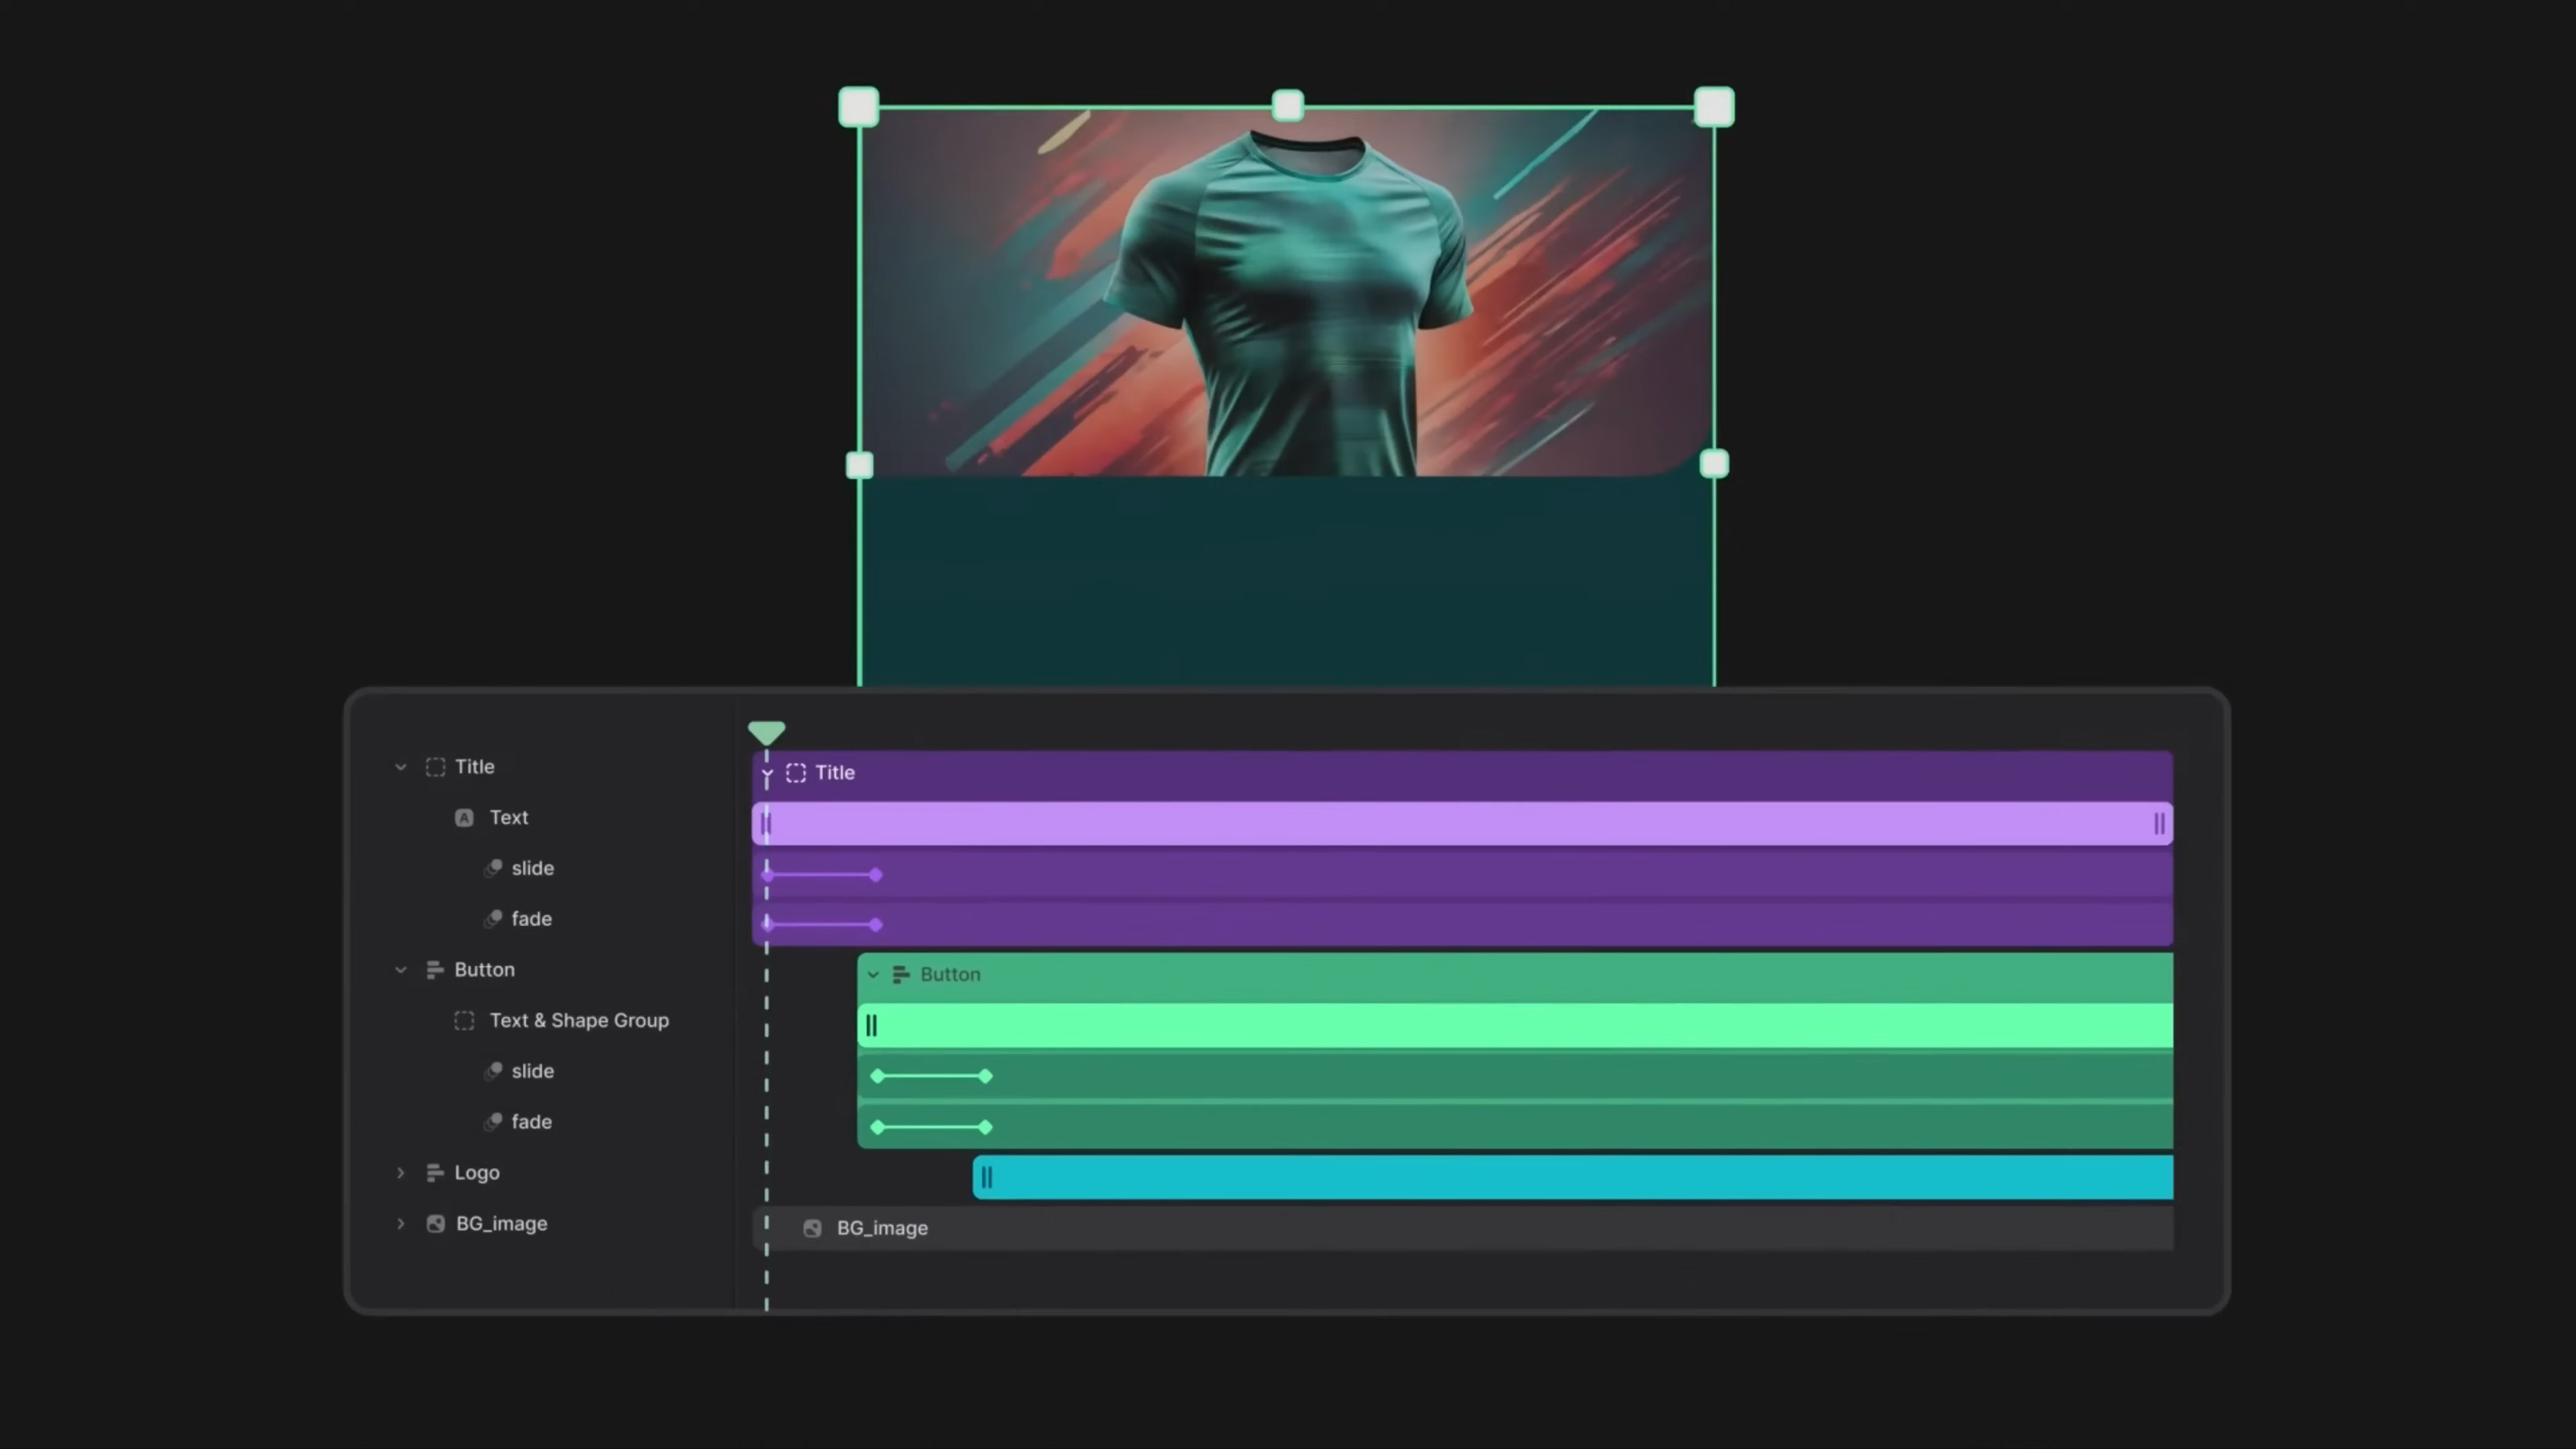 Title
Text
slide
fade
Button
Text & Shape Group
slide
fade
Logo
BG_image
Title
Button
BG_image